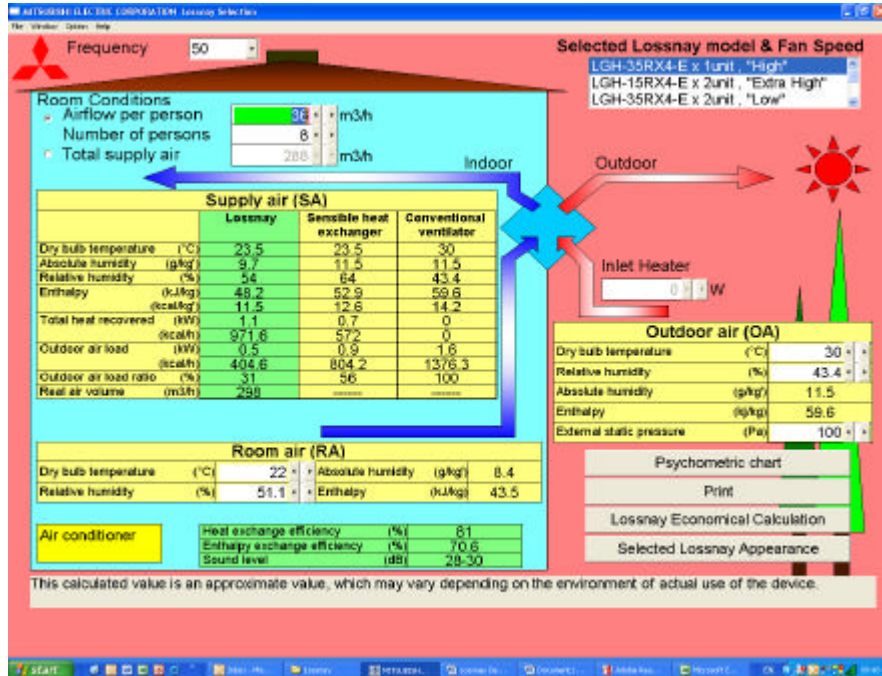 MITSUBISHI ELECTRIC CORPORATION Lossnay Selection
File Window Option Help
Frequency 50
Selected Lossnay model & Fan Speed
LGH-35RX4-E x 1unit , "High"
LGH-15RX4-E x 2unit , "Extra High"
LGH-35RX4-E x 2unit , "Low"
Room Conditions
Airflow per person 36 m3/h
Number of persons 8
Total supply air 288 m3/h
Indoor
Outdoor
Supply air (SA)
Lossnay Sensible heat exchanger Conventional ventilator
Dry bulb temperature (°C) 23.5 23.5 30
Absolute humidity (g/kg') 9.7 11.5 11.5
Relative humidity (%) 54 64 43.4
Enthalpy (kJ/kg) 48.2 52.9 59.6
(kcal/kg') 11.5 12.6 14.2
Total heat recovered (kW) 1.1 0.7 0
(kcal/h) 971.6 572 0
Outdoor air load (kW) 0.5 0.9 1.6
(kcal/h) 404.6 804.2 1376.3
Outdoor air load ratio (%) 31 56 100
Real air volume (m3/h) 298 ------ ------
Inlet Heater
0 W
Outdoor air (OA)
Dry bulb temperature (°C) 30
Relative humidity (%) 43.4
Absolute humidity (g/kg') 11.5
Enthalpy (kJ/kg) 59.6
External static pressure (Pa) 100
Room air (RA)
Dry bulb temperature (°C) 22 Absolute humidity (g/kg') 8.4
Relative humidity (%) 51.1 Enthalpy (kJ/kg) 43.5
Psychometric chart
Print
Lossnay Economical Calculation
Selected Lossnay Appearance
Air conditioner
Heat exchange efficiency (%) 81
Enthalpy exchange efficiency (%) 70.6
Sound level (dB) 28-30
This calculated value is an approximate value, which may vary depending on the environment of actual use of the device.
start
Lossnay
MITSUBISHI...
Document1
Microsoft E...
EN